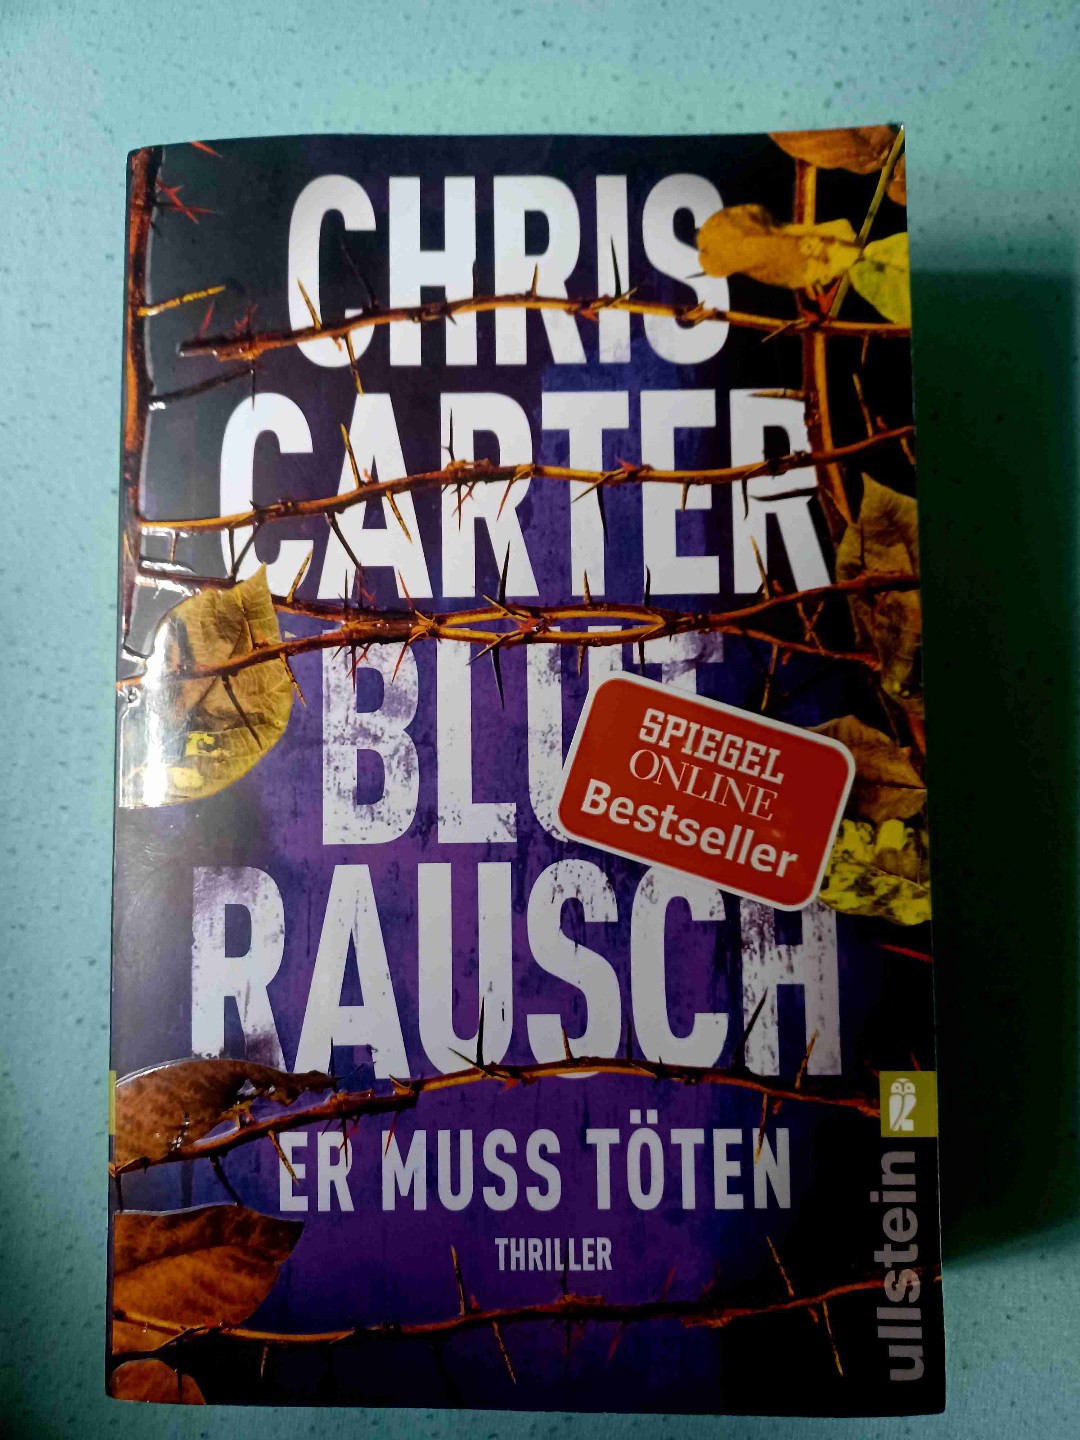 CHRIS
CARTER
BLUT
RAUSCH
SPIEGEL
ONLINE
Bestseller
ER MUSS TÖTEN
THRILLER
ullstein